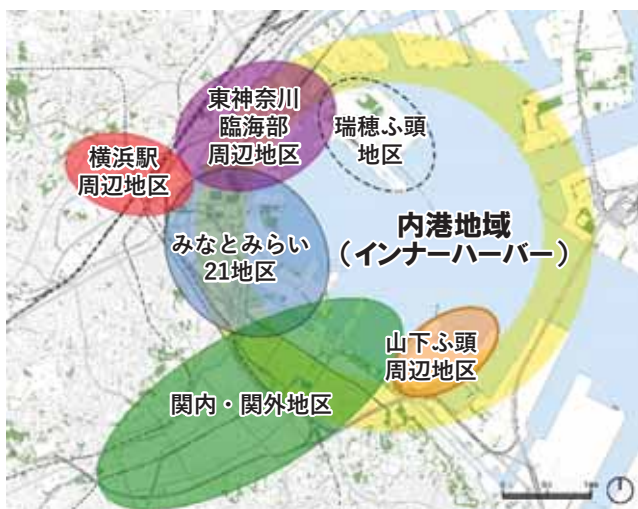 東神奈川
臨海部
周辺地区
瑞穂ふ頭
地区
横浜駅
周辺地区
内港地域
（インナーハーバー）
みなとみらい
21地区
山下ふ頭
周辺地区
関内・関外地区